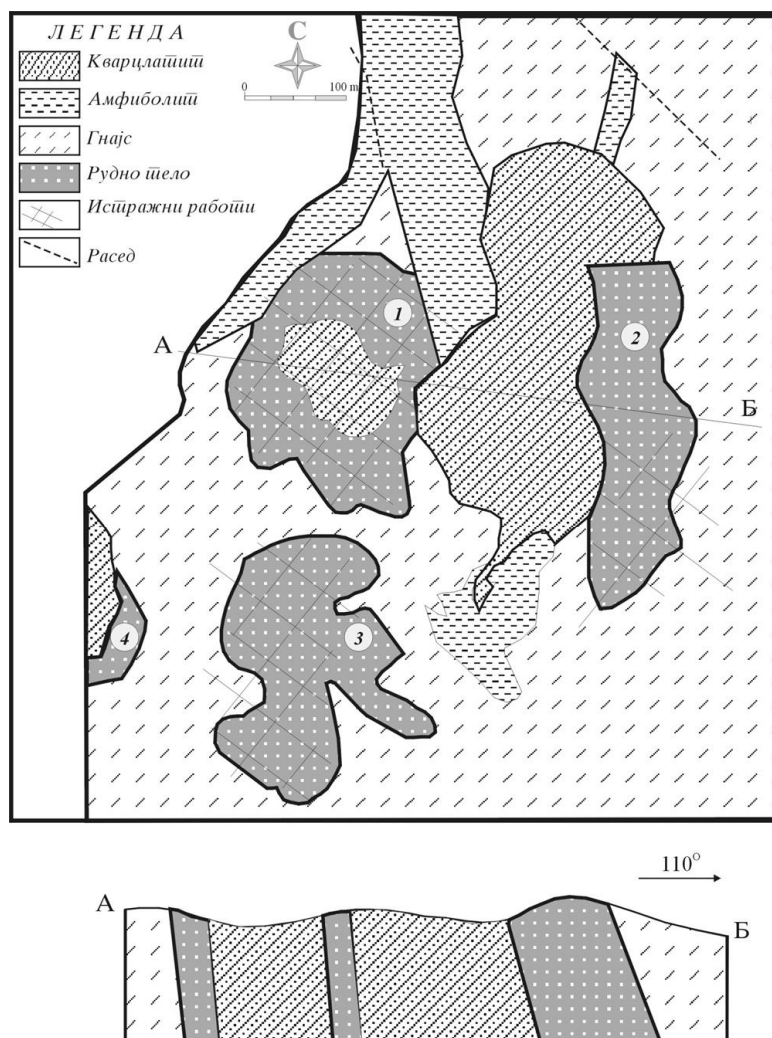 ЛЕГЕНДА
Кварцлатит
Амфиболит
Гнајс
Рудно тело
Истражни работи
Расед
С
0 100 m
1
А
2
Б
3
4
110°
А
Б